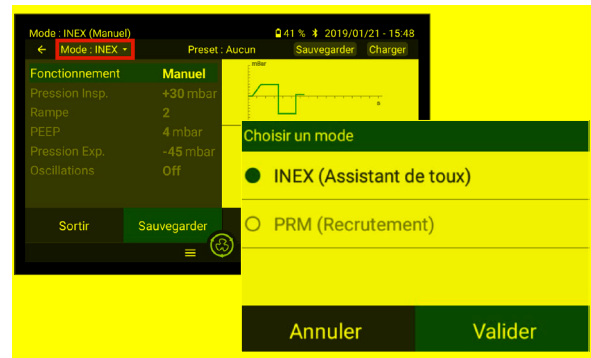 Mode : INEX (Manuel) 41 % 2019/01/21 - 15:48
Mode : INEX Preset : Aucun Sauvegarder Charger
Fonctionnement Manuel
Pression Insp. +30 mbar
Rampe 2
PEEP 4 mbar
Pression Exp. -45 mbar
Oscillations Off
mBar
s
Sortir Sauvegarder
Choisir un mode
INEX (Assistant de toux)
PRM (Recrutement)
Annuler Valider